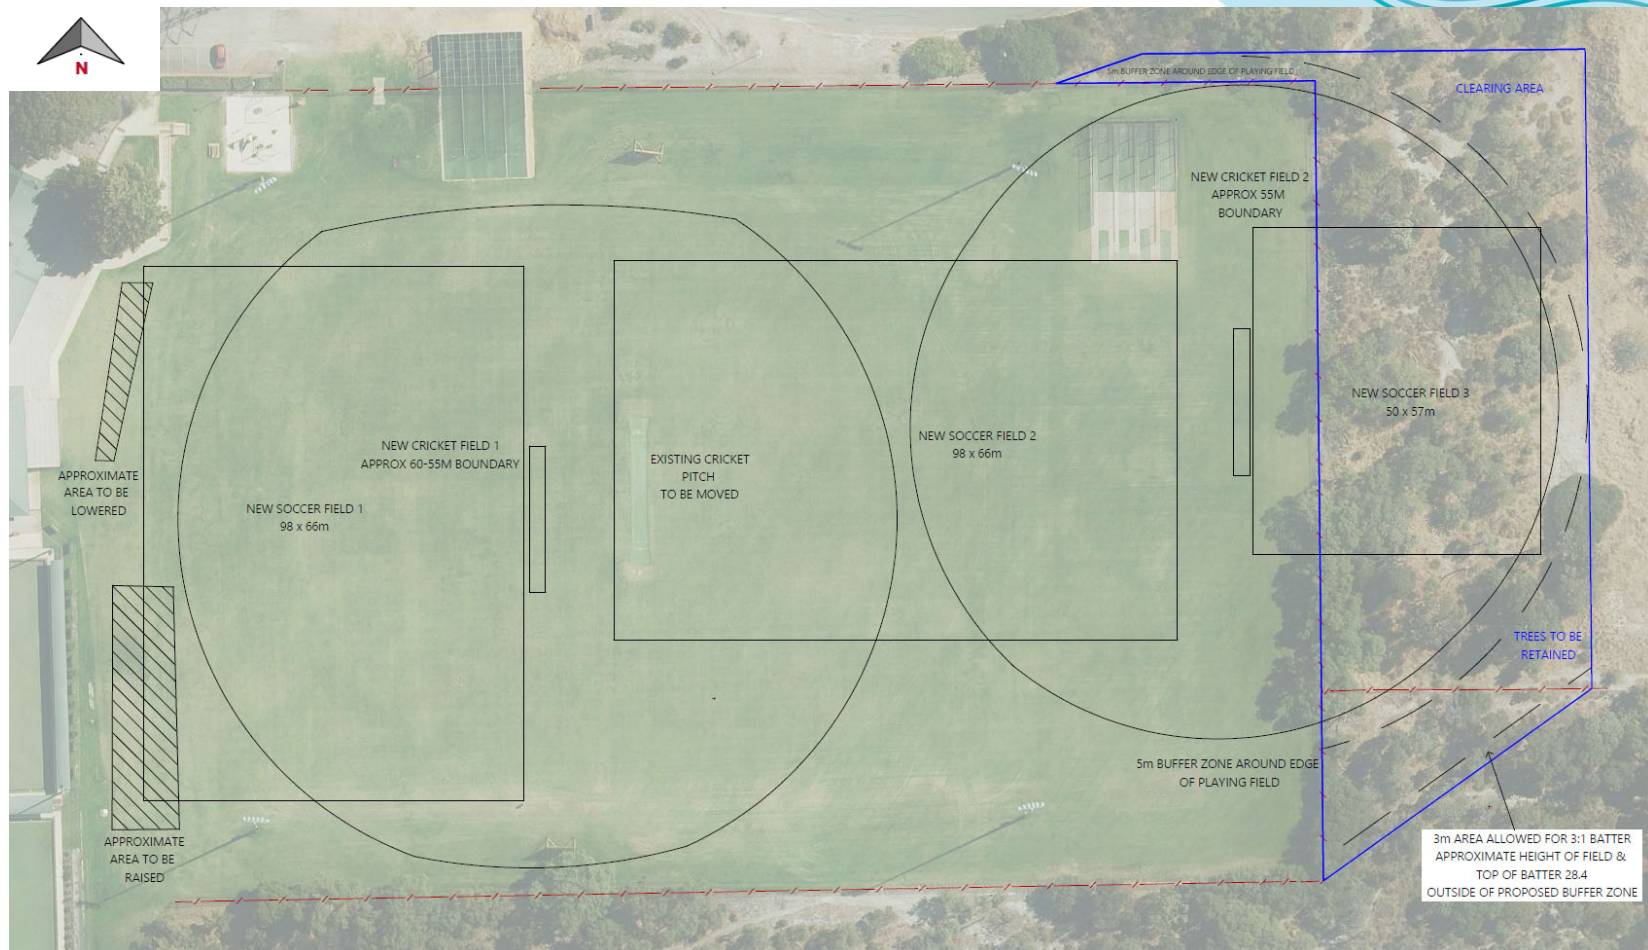 N
5m BUFFER ZONE AROUND EDGE OF PLAYING FIELD
CLEARING AREA
NEW CRICKET FIELD 2
APPROX 55M
BOUNDARY
NEW SOCCER FIELD 3
50 x 57m
NEW CRICKET FIELD 1
APPROX 60-55M BOUNDARY
NEW SOCCER FIELD 2
98 x 66m
EXISTING CRICKET
PITCH
TO BE MOVED
APPROXIMATE
AREA TO BE
LOWERED
NEW SOCCER FIELD 1
98 x 66m
TREES TO BE
RETAINED
5m BUFFER ZONE AROUND EDGE
OF PLAYING FIELD
APPROXIMATE
AREA TO BE
RAISED
3m AREA ALLOWED FOR 3:1 BATTER
APPROXIMATE HEIGHT OF FIELD &
TOP OF BATTER 28.4
OUTSIDE OF PROPOSED BUFFER ZONE